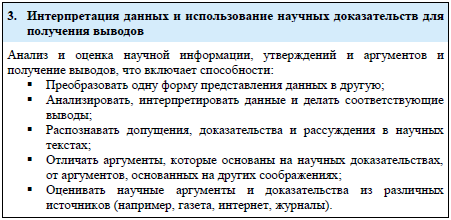 3. Интерпретация данных и использование научных доказательств для
получения выводов
Анализ и оценка научной информации, утверждений и аргументов и
получение выводов, что включает способности:
▪ Преобразовать одну форму представления данных в другую;
▪ Анализировать, интерпретировать данные и делать соответствующие
выводы;
▪ Распознавать допущения, доказательства и рассуждения в научных
текстах;
▪ Отличать аргументы, которые основаны на научных доказательствах,
от аргументов, основанных на других соображениях;
▪ Оценивать научные аргументы и доказательства из различных
источников (например, газета, интернет, журналы).